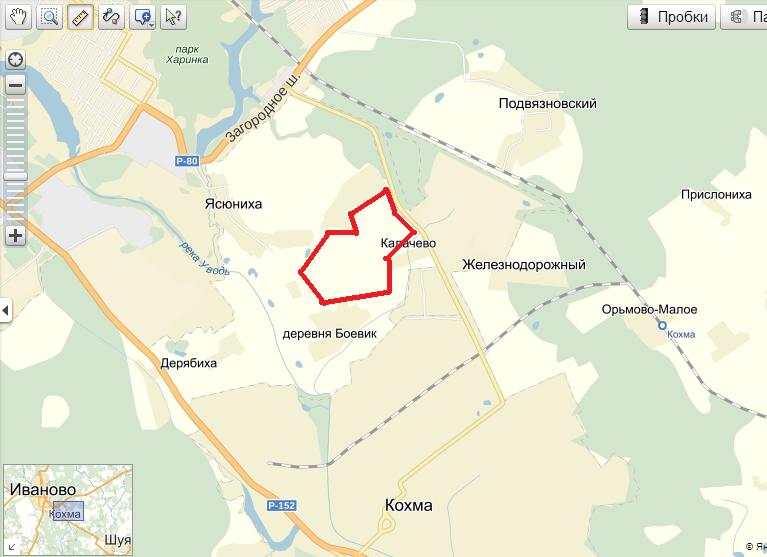 Пробки
Па
парк
Харинка
Загородное ш.
Подвязновский
Р-80
Ясюниха
Прислониха
река Уводь
Калачево
Железнодорожный
Орьмово-Малое
Кохма
деревня Боевик
Дерябиха
Иваново
Кохма
Шуя
Р-152
Кохма
© Ян